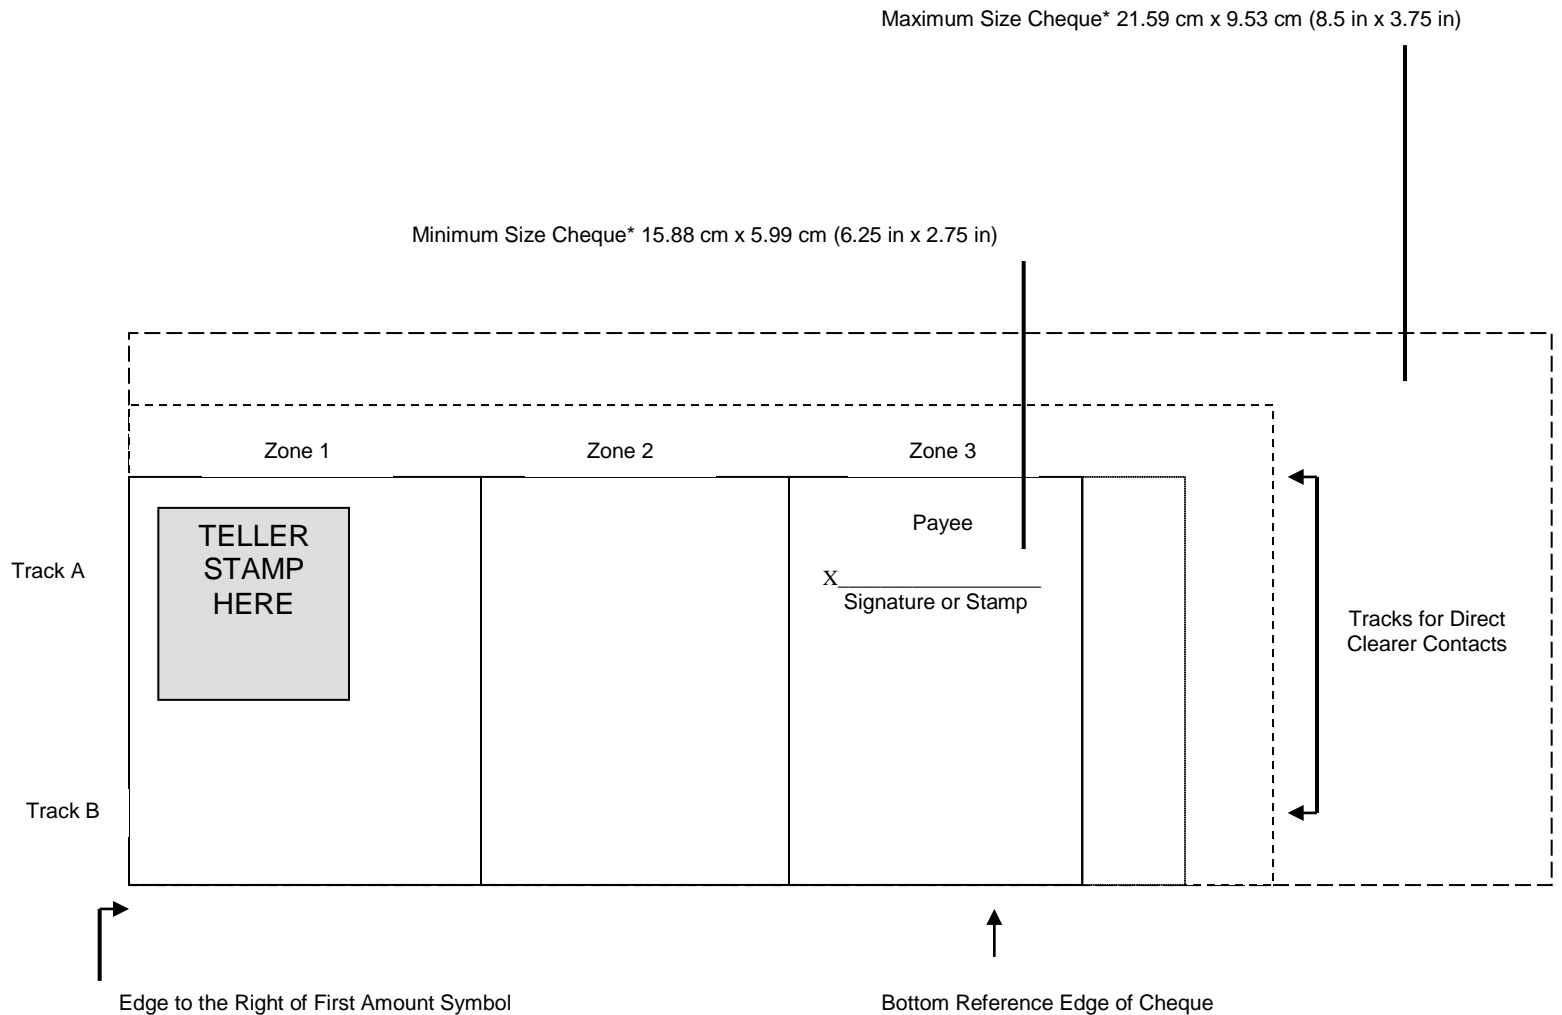 Maximum Size Cheque* 21.59 cm x 9.53 cm (8.5 in x 3.75 in)
Minimum Size Cheque* 15.88 cm x 5.99 cm (6.25 in x 2.75 in)
Zone 1
Zone 2
Zone 3
TELLER
STAMP
HERE
Payee
Track A
X___________________
Signature or Stamp
Tracks for Direct
Clearer Contacts
Track B
Edge to the Right of First Amount Symbol
Bottom Reference Edge of Cheque